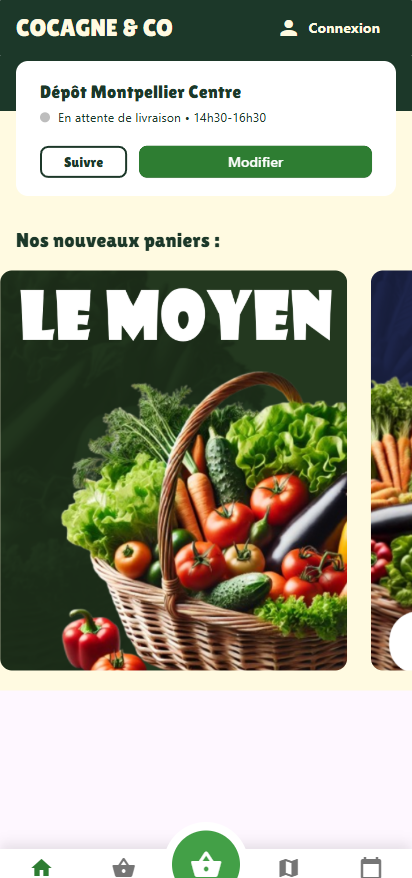 COCAGNE & CO
Connexion
Dépôt Montpellier Centre
En attente de livraison • 14h30-16h30
Suivre
Modifier
Nos nouveaux paniers :
LE MOYEN